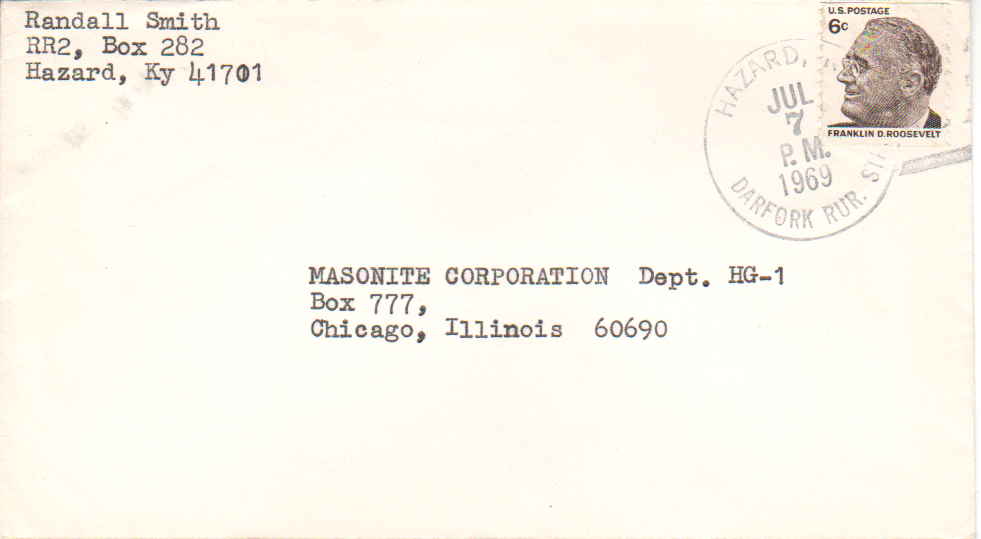 Randall Smith
RR2, Box 282
Hazard, Ky 41701
U.S. POSTAGE
6c
FRANKLIN D. ROOSEVELT
HAZARD,
JUL
7
P.M.
1969
DARFORK RUR.
MASONITE CORPORATION Dept. HG-1
Box 777,
Chicago, Illinois 60690